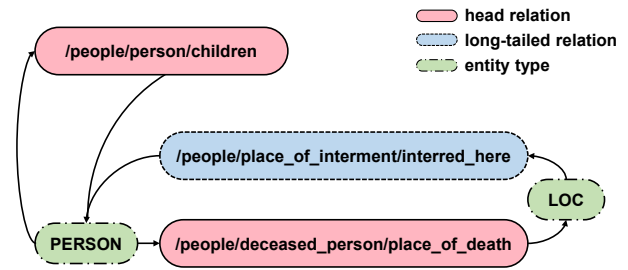 head relation
/people/person/children
long-tailed relation
entity type
/people/place_of_interment/interred_here
LOC
PERSON
/people/deceased_person/place_of_death